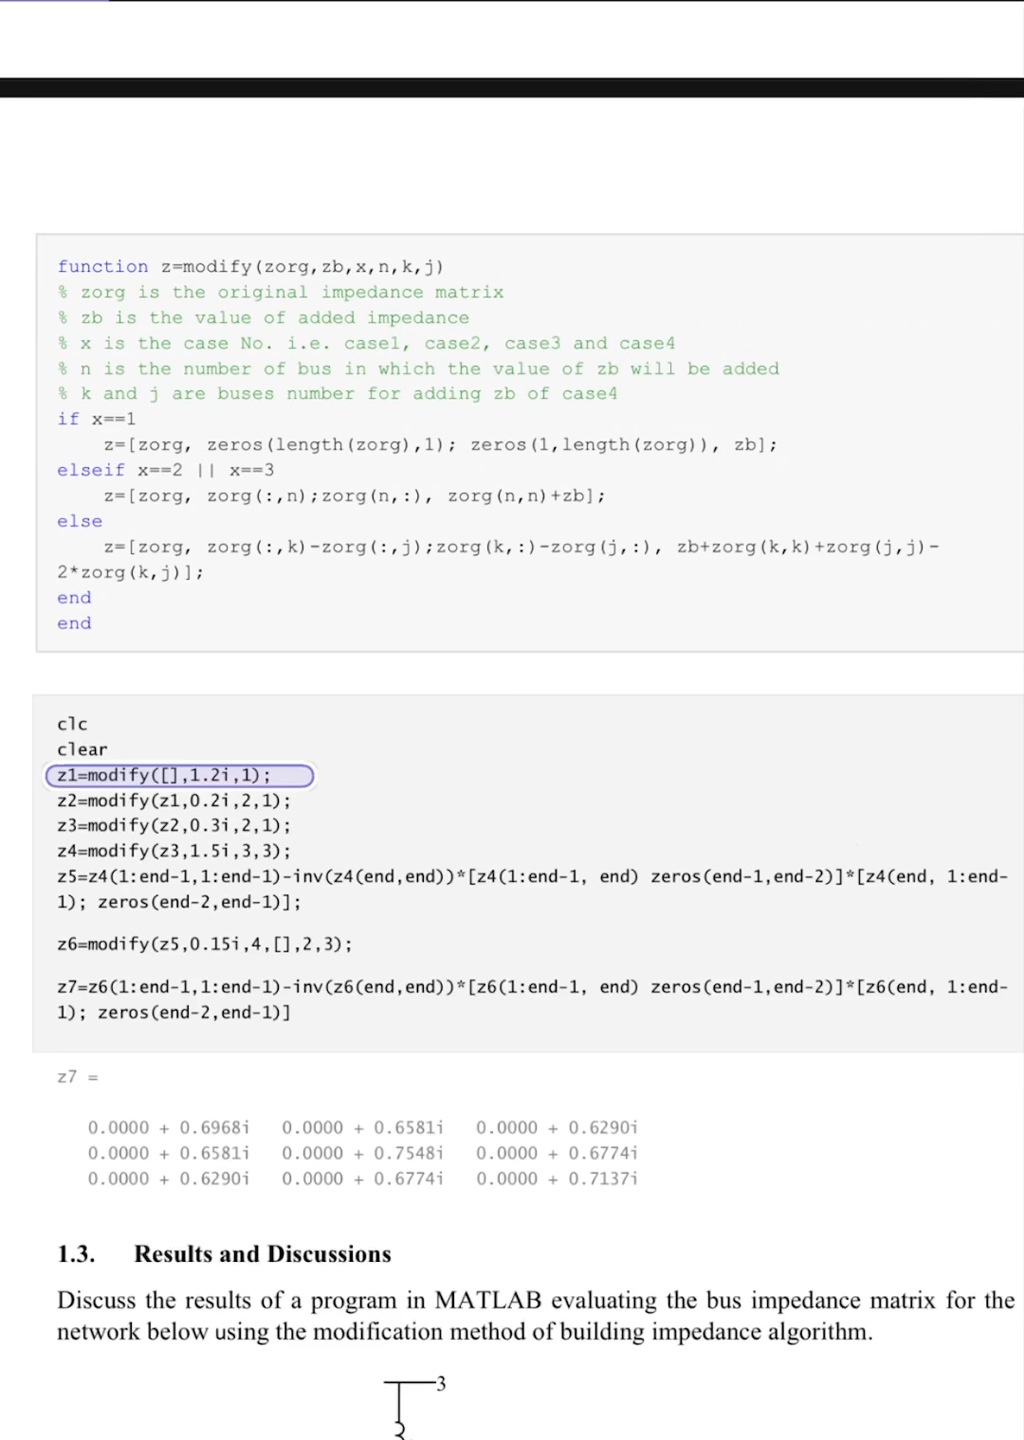 function z=modify(zorg,zb,x,n,k,j)
% zorg is the original impedance matrix
% zb is the value of added impedance
% x is the case No. i.e. case1, case2, case3 and case4
% n is the number of bus in which the value of zb will be added
% k and j are buses number for adding zb of case4
if x==1
z=[zorg, zeros(length(zorg),1); zeros(1,length(zorg)), zb];
elseif x==2 || x==3
z=[zorg, zorg(:,n);zorg(n,:), zorg(n,n)+zb];
else
z=[zorg, zorg(:,k)-zorg(:,j);zorg(k,:)-zorg(j,:), zb+zorg(k,k)+zorg(j,j)-
2*zorg(k,j)];
end
end
clc
clear
z1=modify([],1.2i,1);
z2=modify(z1,0.2i,2,1);
z3=modify(z2,0.3i,2,1);
z4=modify(z3,1.5i,3,3);
z5=z4(1:end-1,1:end-1)-inv(z4(end,end))*[z4(1:end-1, end) zeros(end-1,end-2)]*[z4(end, 1:end-
1); zeros(end-2,end-1)];
z6=modify(z5,0.15i,4,[],2,3);
z7=z6(1:end-1,1:end-1)-inv(z6(end,end))*[z6(1:end-1, end) zeros(end-1,end-2)]*[z6(end, 1:end-
1); zeros(end-2,end-1)]
z7 =
0.0000 + 0.6968i 0.0000 + 0.6581i 0.0000 + 0.6290i
0.0000 + 0.6581i 0.0000 + 0.7548i 0.0000 + 0.6774i
0.0000 + 0.6290i 0.0000 + 0.6774i 0.0000 + 0.7137i
1.3. Results and Discussions
Discuss the results of a program in MATLAB evaluating the bus impedance matrix for the
network below using the modification method of building impedance algorithm.
3